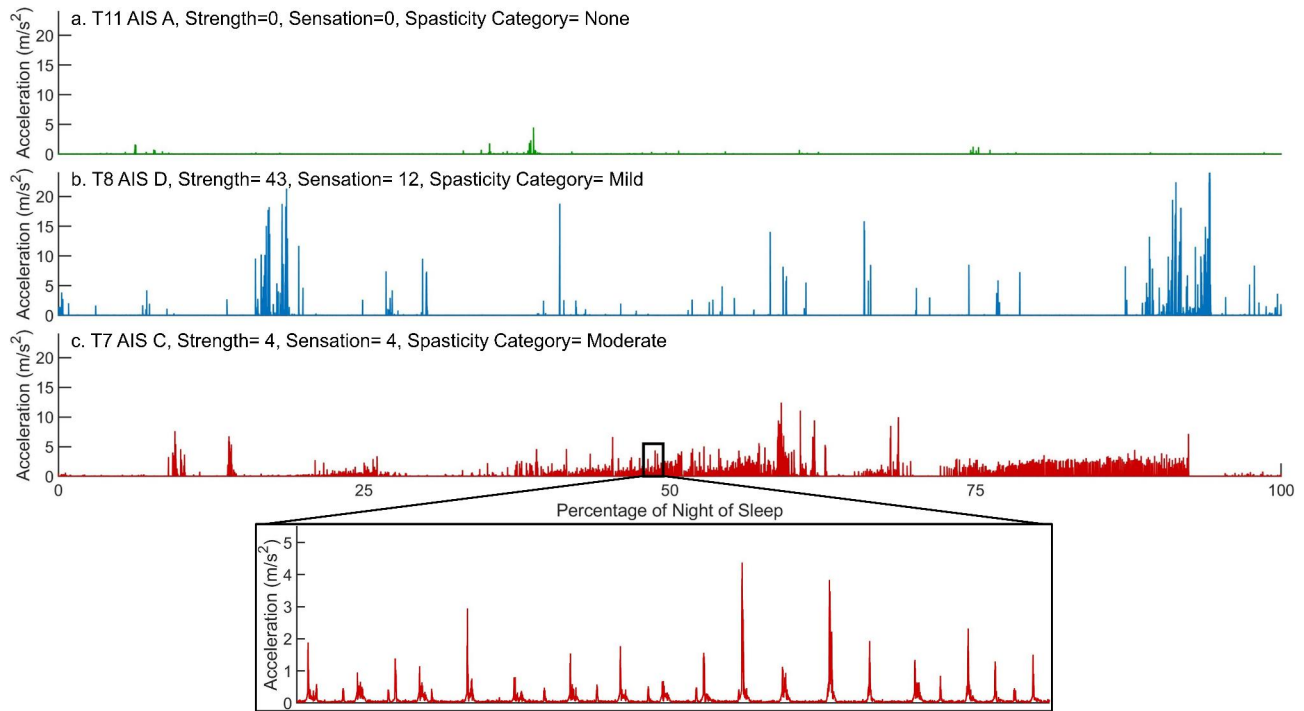 a. T11 AIS A, Strength=0, Sensation=0, Spasticity Category= None
Acceleration (m/s²)
20
15
10
5
0
b. T8 AIS D, Strength= 43, Sensation= 12, Spasticity Category= Mild
Acceleration (m/s²)
20
15
10
5
0
c. T7 AIS C, Strength= 4, Sensation= 4, Spasticity Category= Moderate
Acceleration (m/s²)
20
15
10
5
0
0 25 50 75 100
Percentage of Night of Sleep
Acceleration (m/s²)
5
4
3
2
1
0